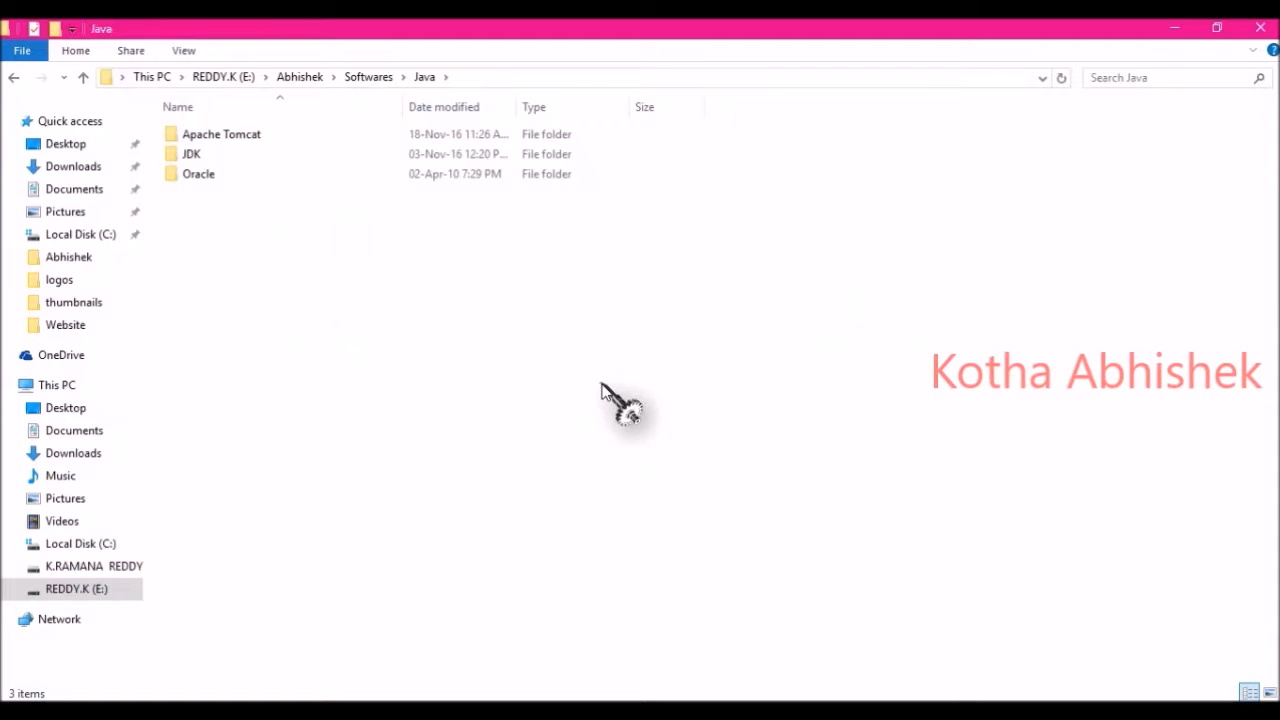 Java
File Home Share View
This PC REDDY.K (E:) Abhishek Softwares Java Search Java
Name Date modified Type Size
Apache Tomcat 18-Nov-16 11:26 A... File folder
JDK 03-Nov-16 12:20 P... File folder
Oracle 02-Apr-10 7:29 PM File folder
Quick access
Desktop
Downloads
Documents
Pictures
Local Disk (C:)
Abhishek
logos
thumbnails
Website
OneDrive
This PC
Desktop
Documents
Downloads
Music
Pictures
Videos
Local Disk (C:)
K.RAMANA REDDY
REDDY.K (E:)
Network
Kotha Abhishek
3 items